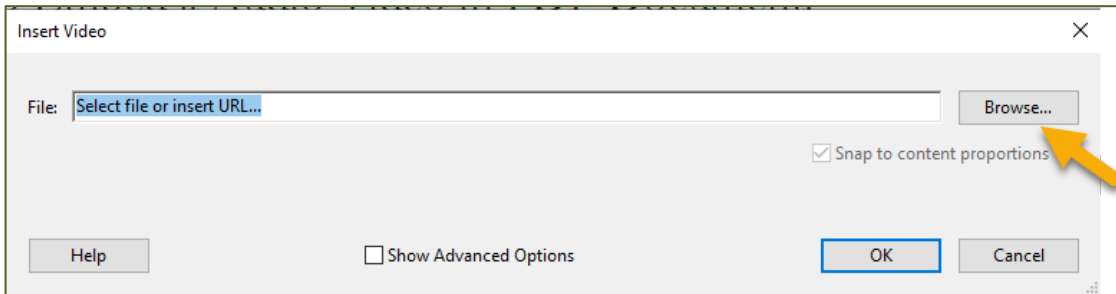 Insert Video
File: Select file or insert URL... Browse...
Snap to content proportions
Help Show Advanced Options OK Cancel